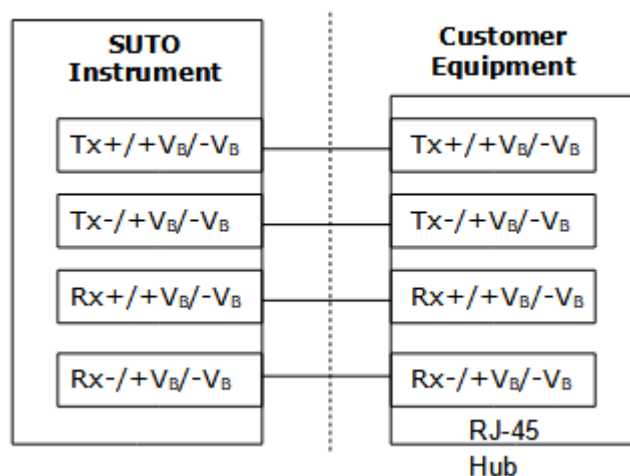 SUTO
Instrument
Tx+/+VB/-VB
Tx-/+VB/-VB
Rx+/+VB/-VB
Rx-/+VB/-VB
Customer
Equipment
Tx+/+VB/-VB
Tx-/+VB/-VB
Rx+/+VB/-VB
Rx-/+VB/-VB
RJ-45
Hub